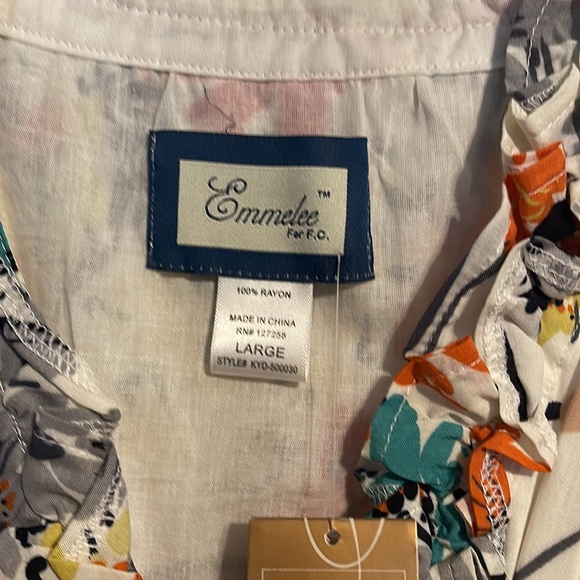 Emmelee™
For F.C.
100% RAYON
MADE IN CHINA
RN# 127255
LARGE
STYLE# KYD-500030